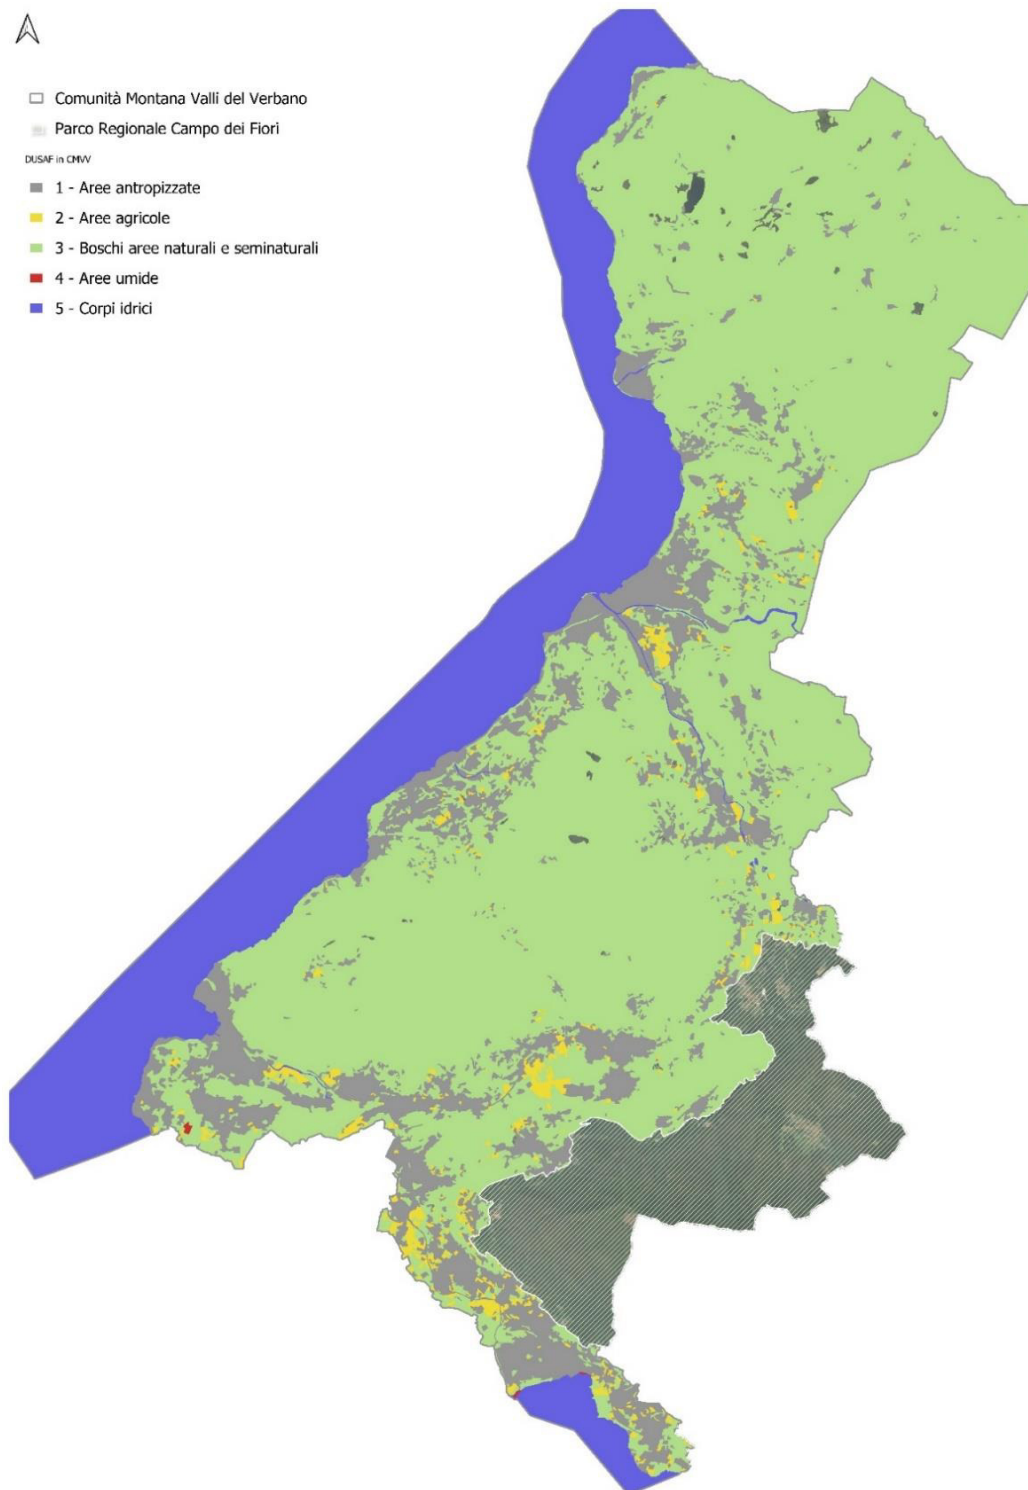 Comunità Montana Valli del Verbano
Parco Regionale Campo dei Fiori
DUSAF in CMVV
1 - Aree antropizzate
2 - Aree agricole
3 - Boschi aree naturali e seminaturali
4 - Aree umide
5 - Corpi idrici